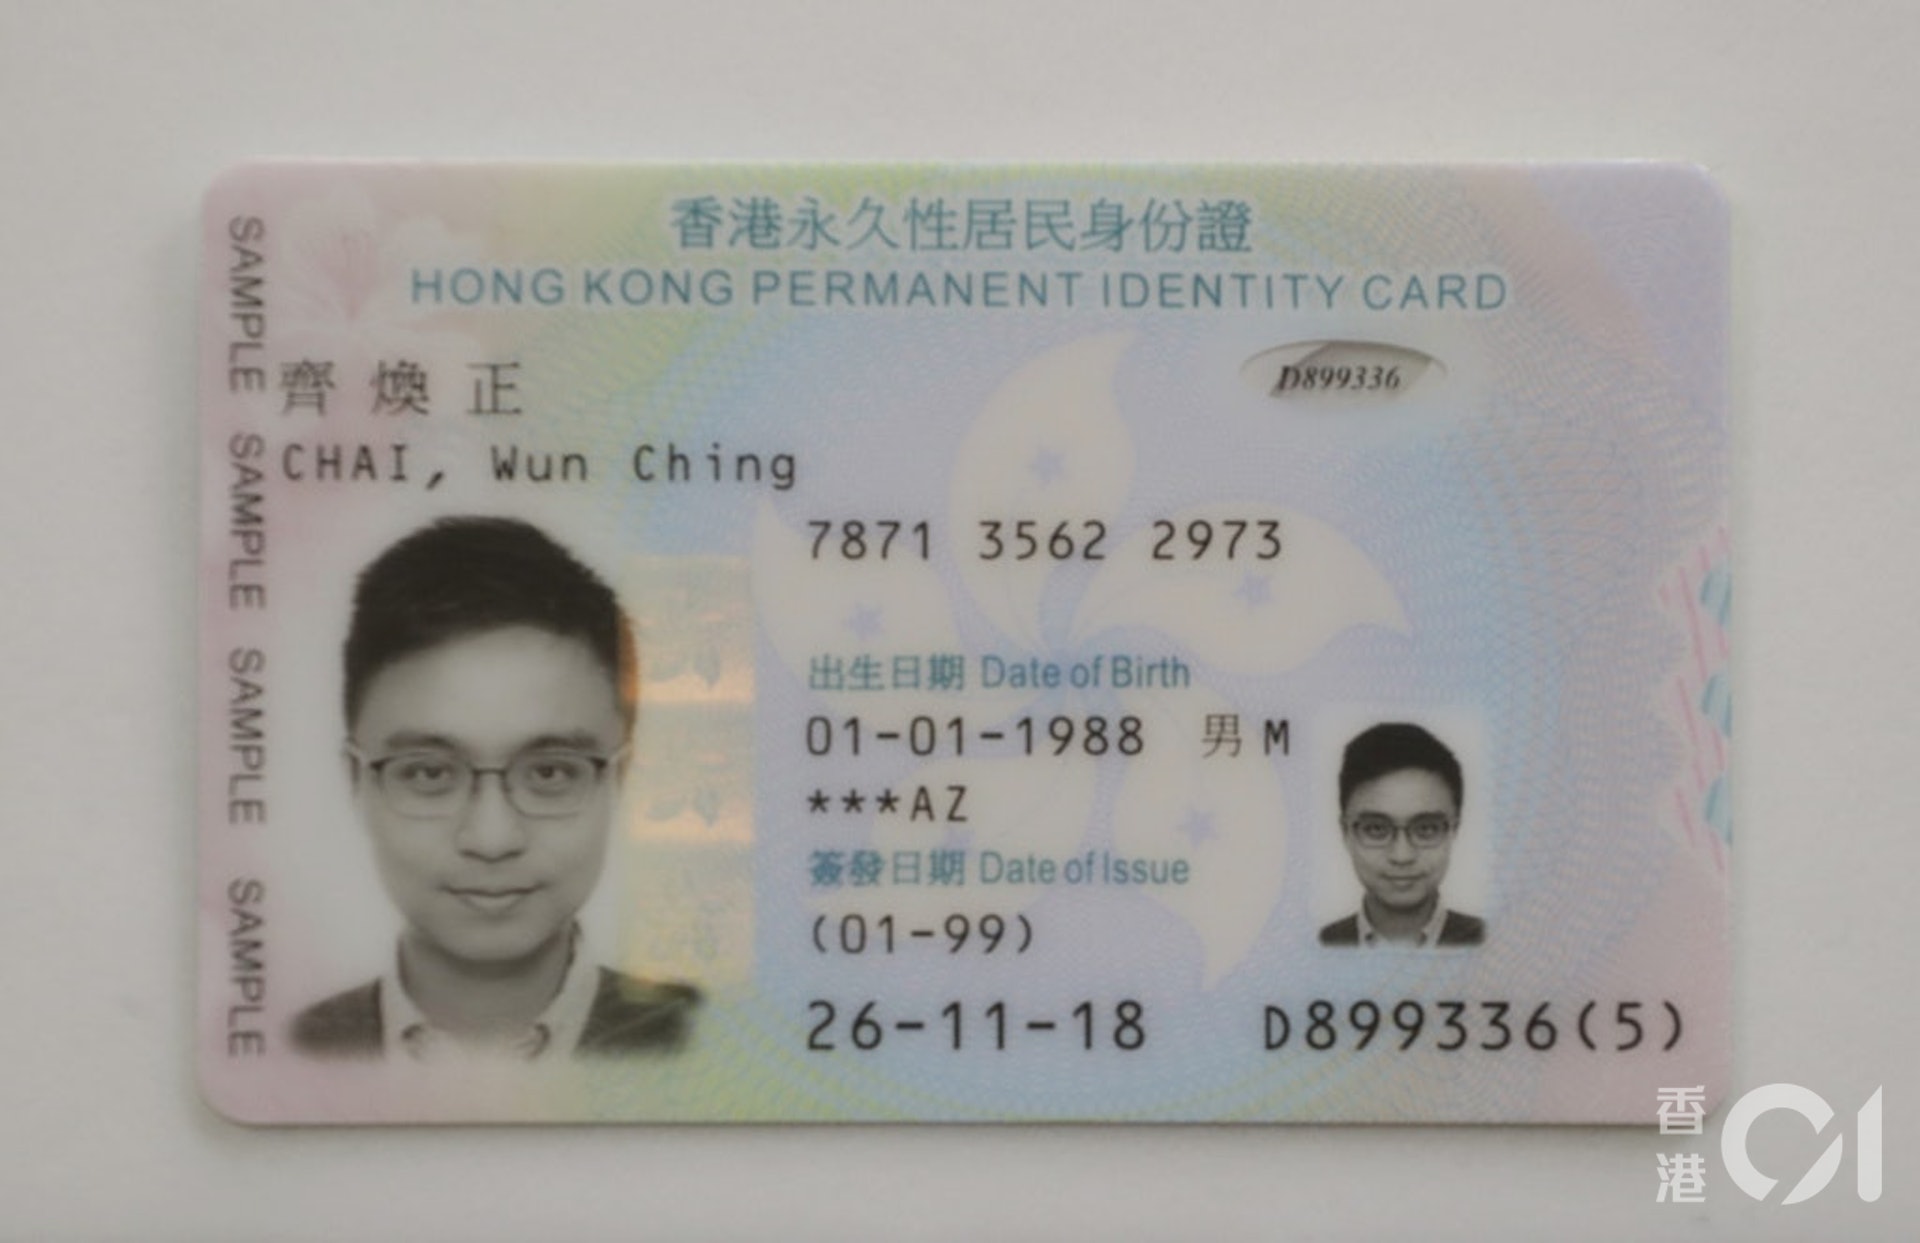 香港永久性居民身份證
HONG KONG PERMANENT IDENTITY CARD
SAMPLE SAMPLE SAMPLE SAMPLE
D899336
齊煥正
CHAI, Wun Ching
7871 3562 2973
出生日期 Date of Birth
01-01-1988 男 M
***AZ
簽發日期 Date of Issue
(01-99)
26-11-18 D899336(5)
香港01